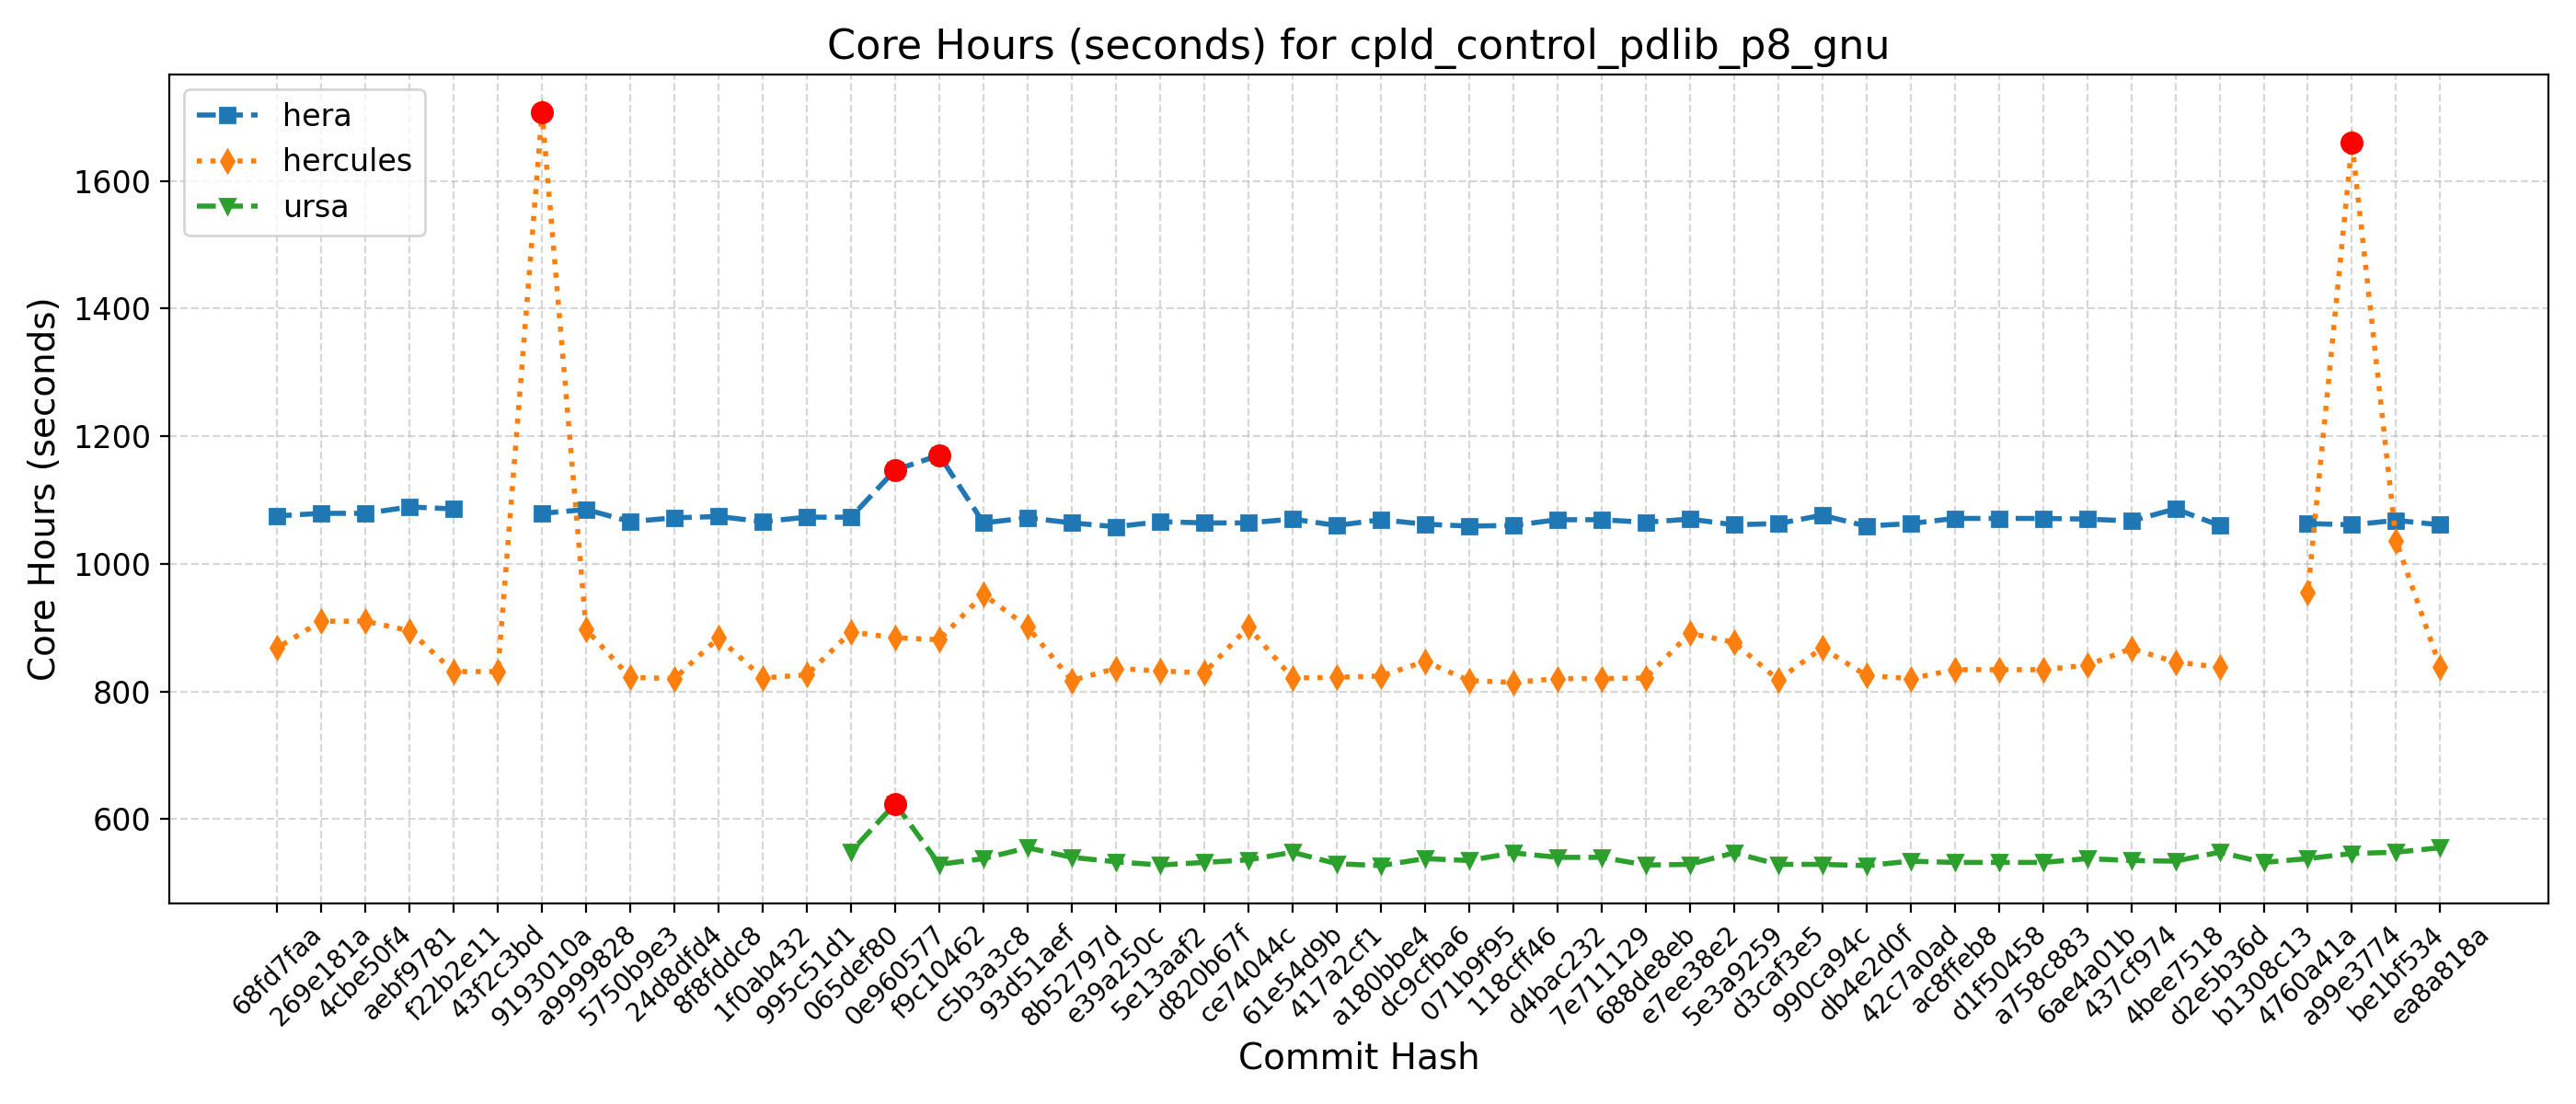 Core Hours (seconds) for cpld_control_pdlib_p8_gnu
hera
hercules
ursa
Core Hours (seconds)
1600
1400
1200
1000
800
600
68fd7faa
269e181a
4cbe50f4
aebf9781
f22b2e11
43f2c3bd
9193010a
a9999828
5750b9e3
24d8dfd4
8f8fddc8
1f0ab432
995c51d1
065def80
0e960577
f9c10462
c5b3a3c8
93d51aef
8b52797d
e39a250c
5e13aaf2
d820b67f
ce74044c
61e54d9b
417a2cf1
a180bbe4
dc9cfba6
071b9f95
118cff46
d4bac232
7e711129
688de8eb
e7ee38e2
5e3a9259
d3caf3e5
990ca94c
db4e2d0f
42c7a0ad
ac8ffeb8
d1f50458
a758c883
6ae4a01b
437cf974
4bee7518
d2e5b36d
b1308c13
4760a41a
a99e3774
be1bf534
ea8a818a
Commit Hash